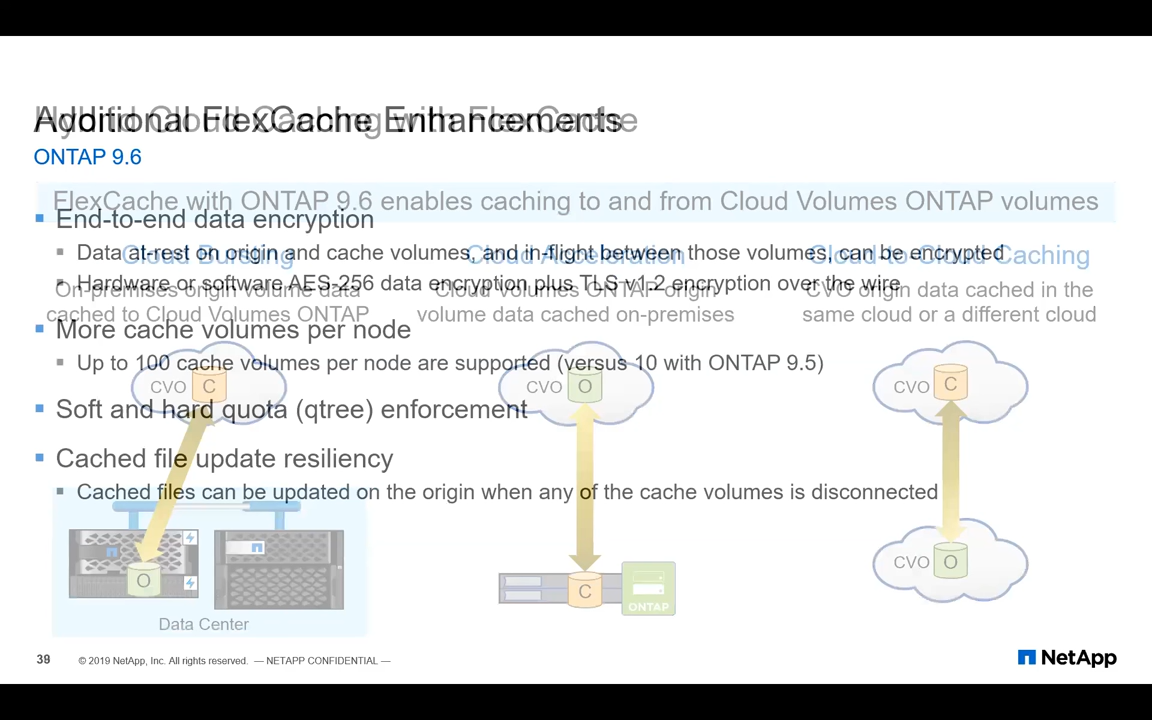 Additional FlexCache Enhancements
Hybrid Cloud Caching with FlexCache
ONTAP 9.6
FlexCache with ONTAP 9.6 enables caching to and from Cloud Volumes ONTAP volumes
End-to-end data encryption
Data at-rest on origin and cache volumes, and in-flight between those volumes, can be encrypted
Cloud Bursting
Cloud Acceleration
Cloud-to-Cloud Caching
Hardware or software AES-256 data encryption plus TLS v1.2 encryption over the wire
On-premises origin volume data
cached to Cloud Volumes ONTAP
Cloud Volumes ONTAP origin
volume data cached on-premises
CVO origin data cached in the
same cloud or a different cloud
More cache volumes per node
Up to 100 cache volumes per node are supported (versus 10 with ONTAP 9.5)
CVO C
CVO O
CVO C
Soft and hard quota (qtree) enforcement
Cached file update resiliency
Cached files can be updated on the origin when any of the cache volumes is disconnected
O
C
ONTAP
CVO O
Data Center
© 2019 NetApp, Inc. All rights reserved. — NETAPP CONFIDENTIAL —
NetApp